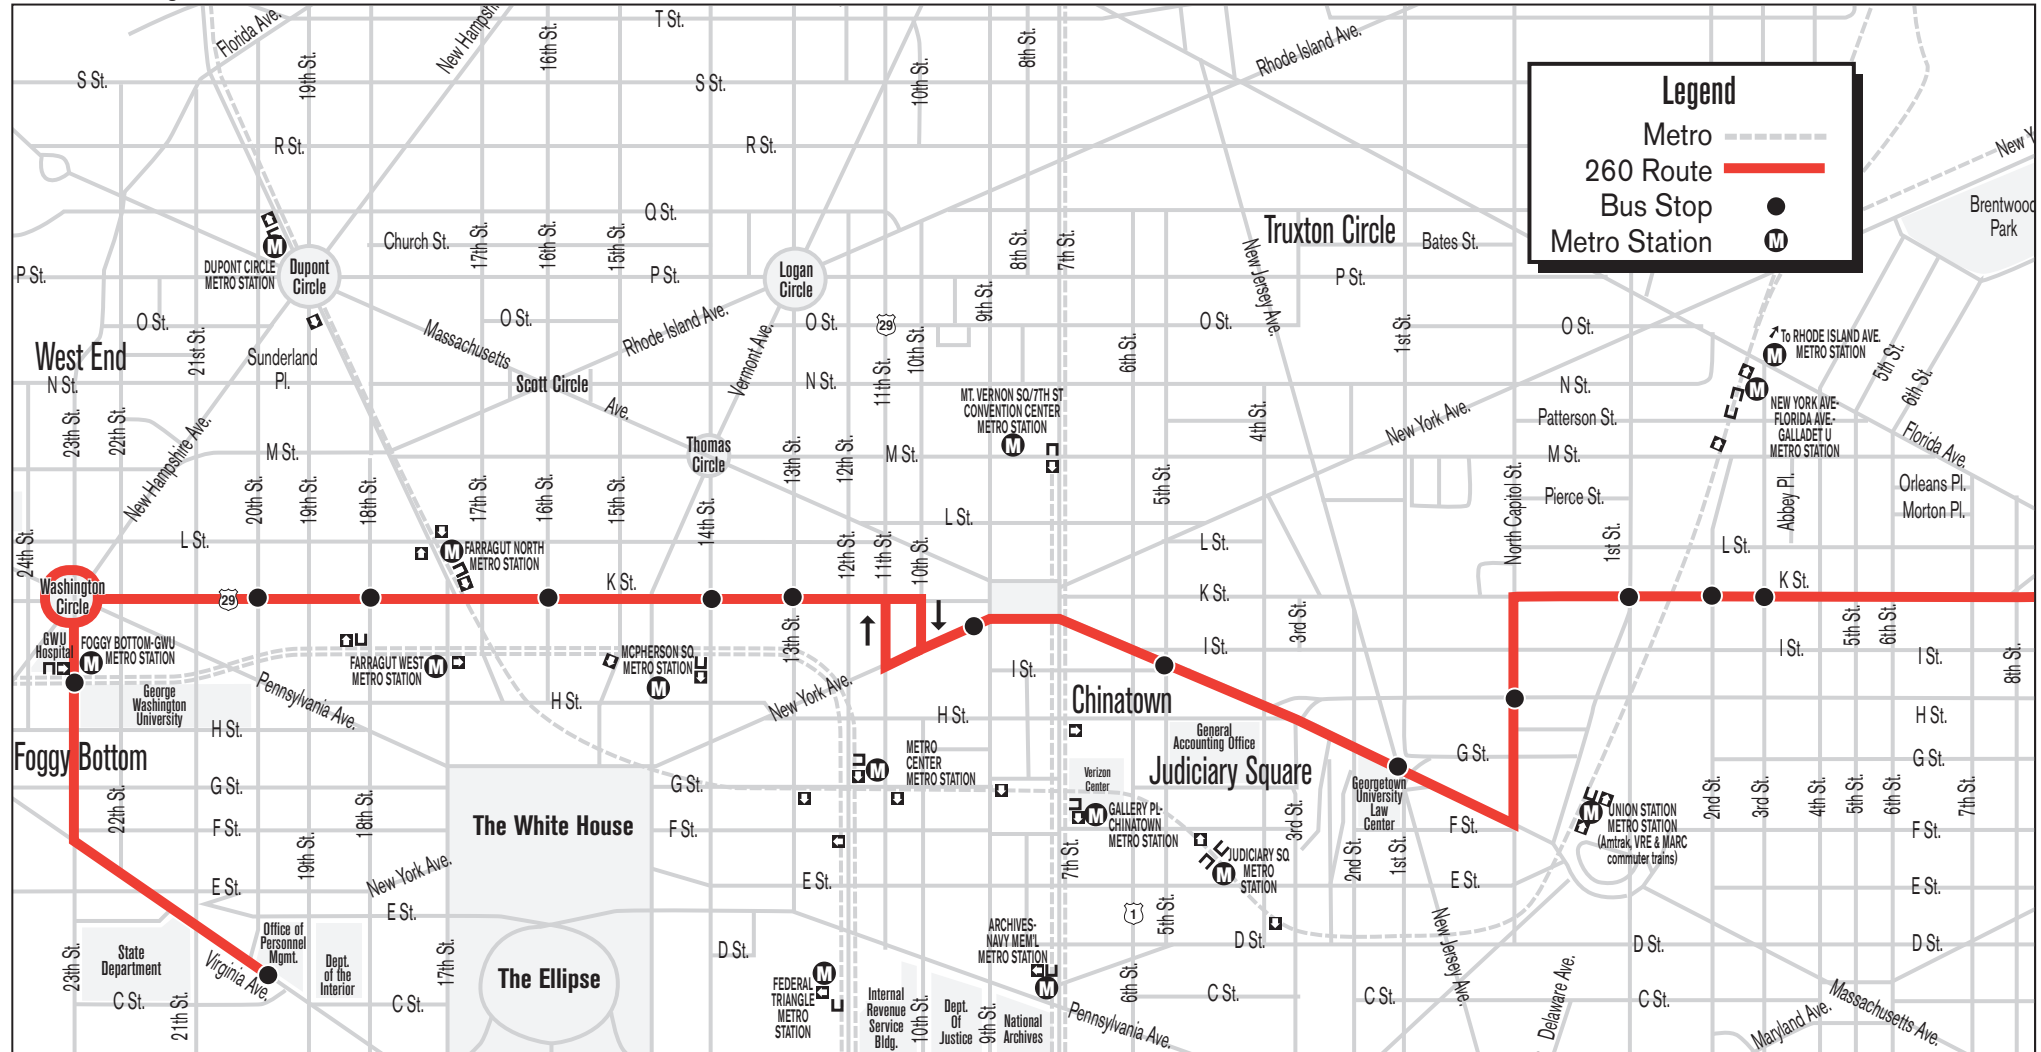 T St.
Florida Ave.
New Hampsh
16th St.
8th St.
Rhode Island Ave.
S St.
19th St.
S St.
10th St.
Legend
Metro
260 Route
Bus Stop
Metro Station
R St.
R St.
New Y
Q St.
Church St.
17th St.
16th St.
15th St.
8th St.
7th St.
Truxton Circle
Bates St.
New Jersey Ave.
Brentwood
Park
DUPONT CIRCLE
METRO STATION
Dupont
Circle
P St.
P St.
Logan
Circle
P St.
O St.
21st St.
Massachusetts
O St.
Rhode Island Ave.
Vermont Ave.
O St.
29
9th St.
10th St.
11th St.
6th St.
O St.
1st St.
O St.
To RHODE ISLAND AVE.
METRO STATION
5th St.
6th St.
West End
N St.
Sunderland
Pl.
Scott Circle
Ave.
N St.
MT. VERNON SQ/7TH ST
CONVENTION CENTER
METRO STATION
4th St.
New York Ave.
N St.
Patterson St.
NEW YORK AVE-
FLORIDA AVE.-
GALLADET U
METRO STATION
Florida Ave.
23th St.
22th St.
New Hampshire Ave.
M St.
Thomas
Circle
13th St.
12th St.
M St.
5th St.
M St.
North Capitol St.
Pierce St.
Abbey Pl.
Orleans Pl.
Morton Pl.
20th St.
19th St.
18th St.
17th St.
16th St.
15th St.
14th St.
L St.
24th St.
L St.
FARRAGUT NORTH
METRO STATION
12th St.
11th St.
10th St.
L St.
1st St.
L St.
Washington
Circle
29
K St.
K St.
3rd St.
K St.
GWU
Hospital
FOGGY BOTTOM-GWU
METRO STATION
FARRAGUT WEST
METRO STATION
MCPHERSON SQ
METRO STATION
13th St.
I St.
I St.
I St.
I St.
5th St.
6th St.
8th St.
George
Washington
University
Pennsylvania Ave.
H St.
New York Ave.
H St.
Chinatown
General
Accounting Office
H St.
H St.
Foggy Bottom
METRO
CENTER
METRO STATION
Verizon
Center
Judiciary Square
G St.
G St.
G St.
G St.
22th St.
18th St.
GALLERY PL-
CHINATOWN
METRO STATION
3rd St.
Georgetown
University
Law
Center
UNION STATION
METRO STATION
(Amtrak, VRE & MARC
commuter trains)
2nd St.
3rd St.
4th St.
5th St.
6th St.
7th St.
F St.
The White House
F St.
F St.
F St.
19th St.
New York Ave.
7th St.
JUDICIARY SQ
METRO
STATION
2nd St.
1st St.
E St.
E St.
E St.
E St.
E St.
State
Department
Office of
Personnel
Mgmt.
Dept.
of the
Interior
17th St.
The Ellipse
D St.
ARCHIVES-
NAVY MEM'L
METRO STATION
1
5th St.
D St.
New Jersey Ave.
D St.
D St.
23th St.
Virginia Ave.
C St.
21th St.
C St.
FEDERAL
TRIANGLE
METRO
STATION
Internal
Revenue
Service
Bldg.
10th St.
Dept.
Of
Justice
9th St.
National
Archives
6th St.
Pennsylvania Ave.
C St.
C St.
Delaware Ave.
C St.
Maryland Ave.
Massachusetts Ave.